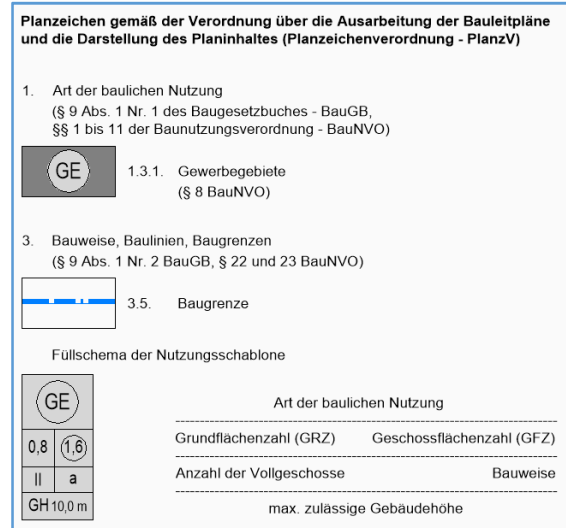 Planzeichen gemäß der Verordnung über die Ausarbeitung der Bauleitpläne
und die Darstellung des Planinhaltes (Planzeichenverordnung - PlanzV)
1. Art der baulichen Nutzung
(§ 9 Abs. 1 Nr. 1 des Baugesetzbuches - BauGB,
§§ 1 bis 11 der Baunutzungsverordnung - BauNVO)
GE 1.3.1. Gewerbegebiete
(§ 8 BauNVO)
3. Bauweise, Baulinien, Baugrenzen
(§ 9 Abs. 1 Nr. 2 BauGB, § 22 und 23 BauNVO)
3.5. Baugrenze
Füllschema der Nutzungsschablone
GE Art der baulichen Nutzung
0,8 1,6 Grundflächenzahl (GRZ) Geschossflächenzahl (GFZ)
II a Anzahl der Vollgeschosse Bauweise
GH 10,0 m max. zulässige Gebäudehöhe